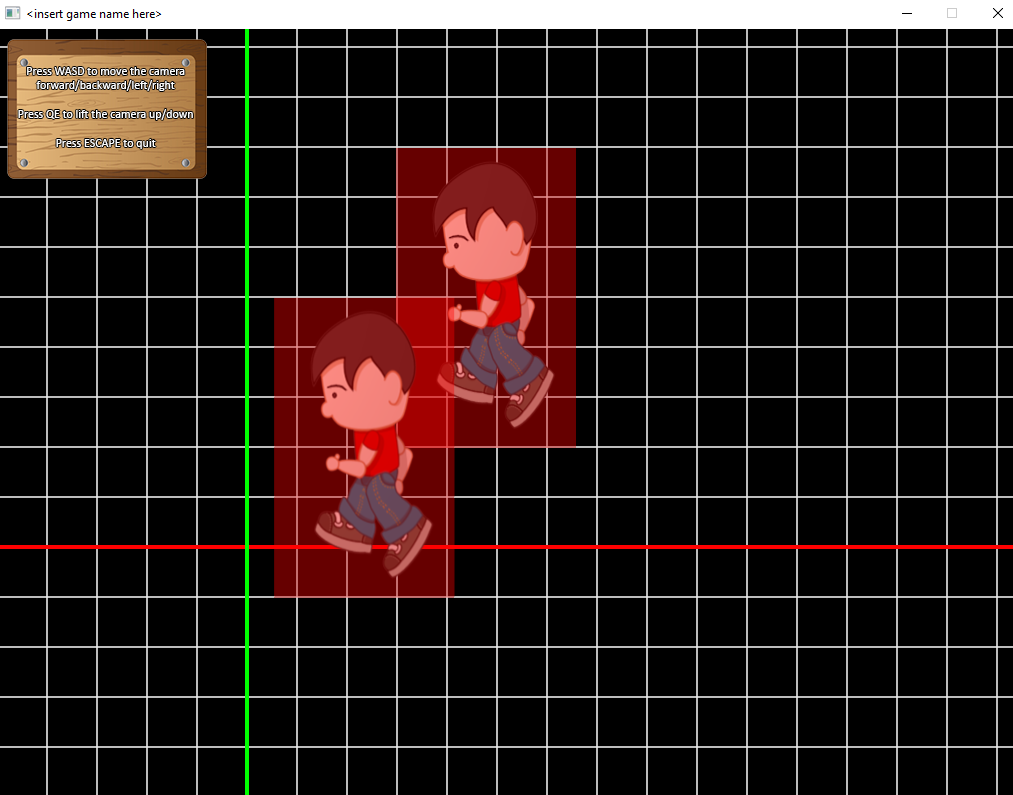 <insert game name here>
Press WASD to move the camera
forward/backward/left/right
Press QE to lift the camera up/down
Press ESCAPE to quit